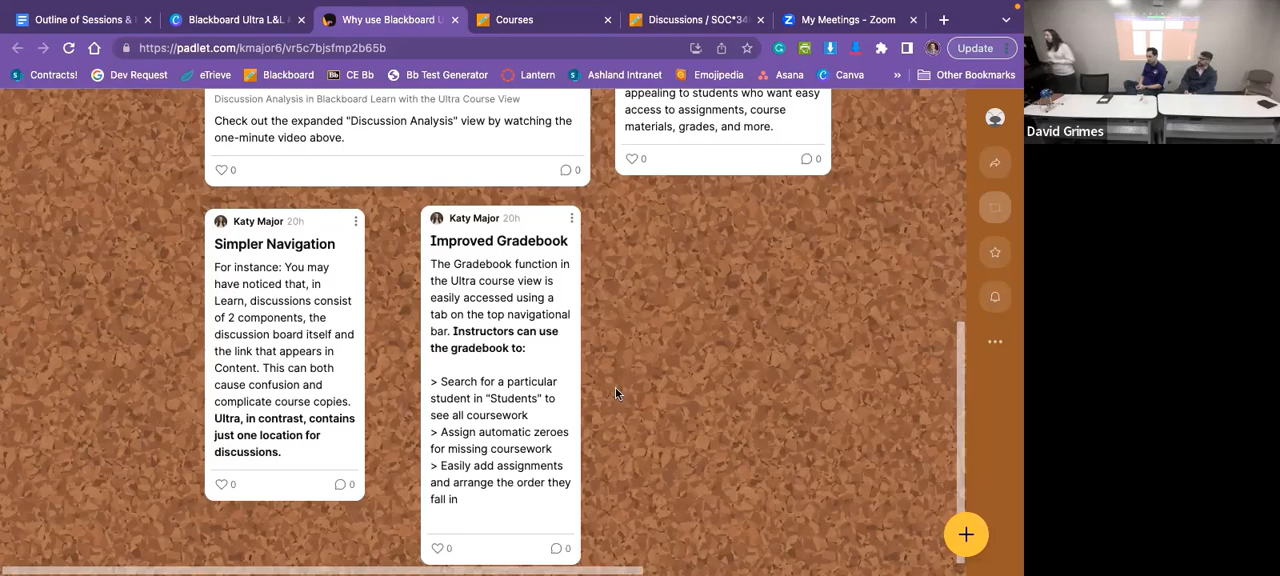 Outline of Sessions &
Blackboard Ultra L&L
Why use Blackboard U
Courses
Discussions / SOC*34
My Meetings - Zoom
https://padlet.com/kmajor6/vr5c7bjsfmp2b65b
Update
Contracts!
Dev Request
eTrieve
Blackboard
CE Bb
Bb Test Generator
Lantern
Ashland Intranet
Emojipedia
Asana
Canva
»
Other Bookmarks
Discussion Analysis in Blackboard Learn with the Ultra Course View
Check out the expanded "Discussion Analysis" view by watching the
one-minute video above.
0
0
appealing to students who want easy
access to assignments, course
materials, grades, and more.
0
0
Katy Major 20h
Simpler Navigation
For instance: You may
have noticed that, in
Learn, discussions consist
of 2 components, the
discussion board itself and
the link that appears in
Content. This can both
cause confusion and
complicate course copies.
Ultra, in contrast, contains
just one location for
discussions.
0
0
Katy Major 20h
Improved Gradebook
The Gradebook function in
the Ultra course view is
easily accessed using a
tab on the top navigational
bar. Instructors can use
the gradebook to:
> Search for a particular
student in "Students" to
see all coursework
> Assign automatic zeroes
for missing coursework
> Easily add assignments
and arrange the order they
fall in
0
0
David Grimes